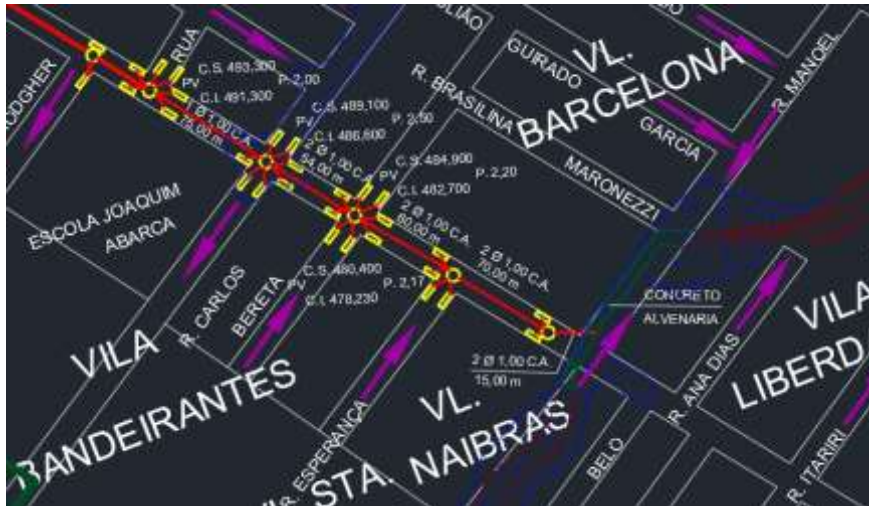 RUA
C.S. 493,300
P. 2,00
PV
C.I. 491,300
Ø 1,00 C.A.
75,00 m
C.S. 489,100
P. 2,50
PV
C.I. 486,600
2 Ø 1,00 C.A.
54,00 m
C.S. 484,900
P. 2,20
PV
C.I. 482,700
2 Ø 1,00 C.A.
60,00 m
C.S. 480,400
P. 2,17
PV
C.I. 478,230
2 Ø 1,00 C.A.
70,00 m
2 Ø 1,00 C.A.
15,00 m
GUIRADO
GARCIA
VL.
BARCELONA
R. MANOEL
R. BRASILINA
MARONEZZI
ESCOLA JOAQUIM
ABARCA
R. CARLOS
BERETA
VILA
BANDEIRANTES
R. ESPERANÇA
VL.
STA. NAIBRAS
CONCRETO
ALVENARIA
BELO
R. ANA DIAS
VILA
LIBERD
R. ITARIRI